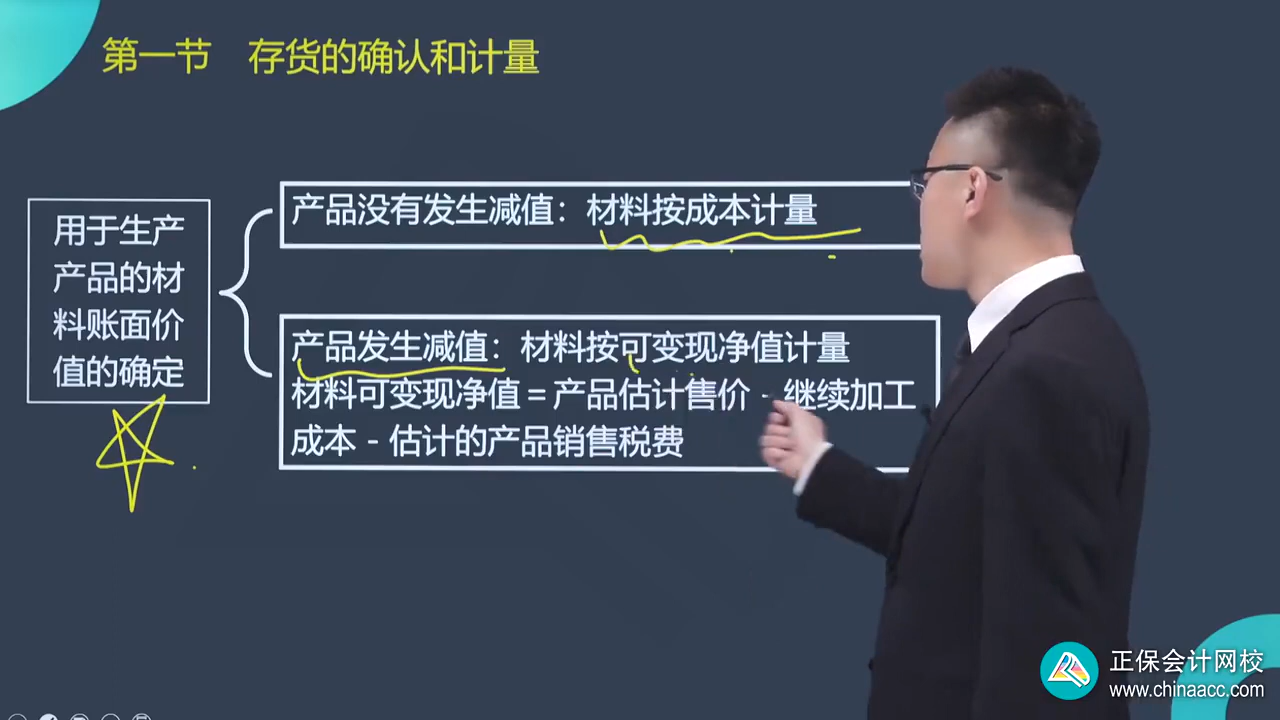 第一节 存货的确认和计量
用于生产
产品的材
料账面价
值的确定
产品没有发生减值：材料按成本计量
产品发生减值：材料按可变现净值计量
材料可变现净值＝产品估计售价－继续加工
成本－估计的产品销售税费
正保会计网校
www.chinaacc.com